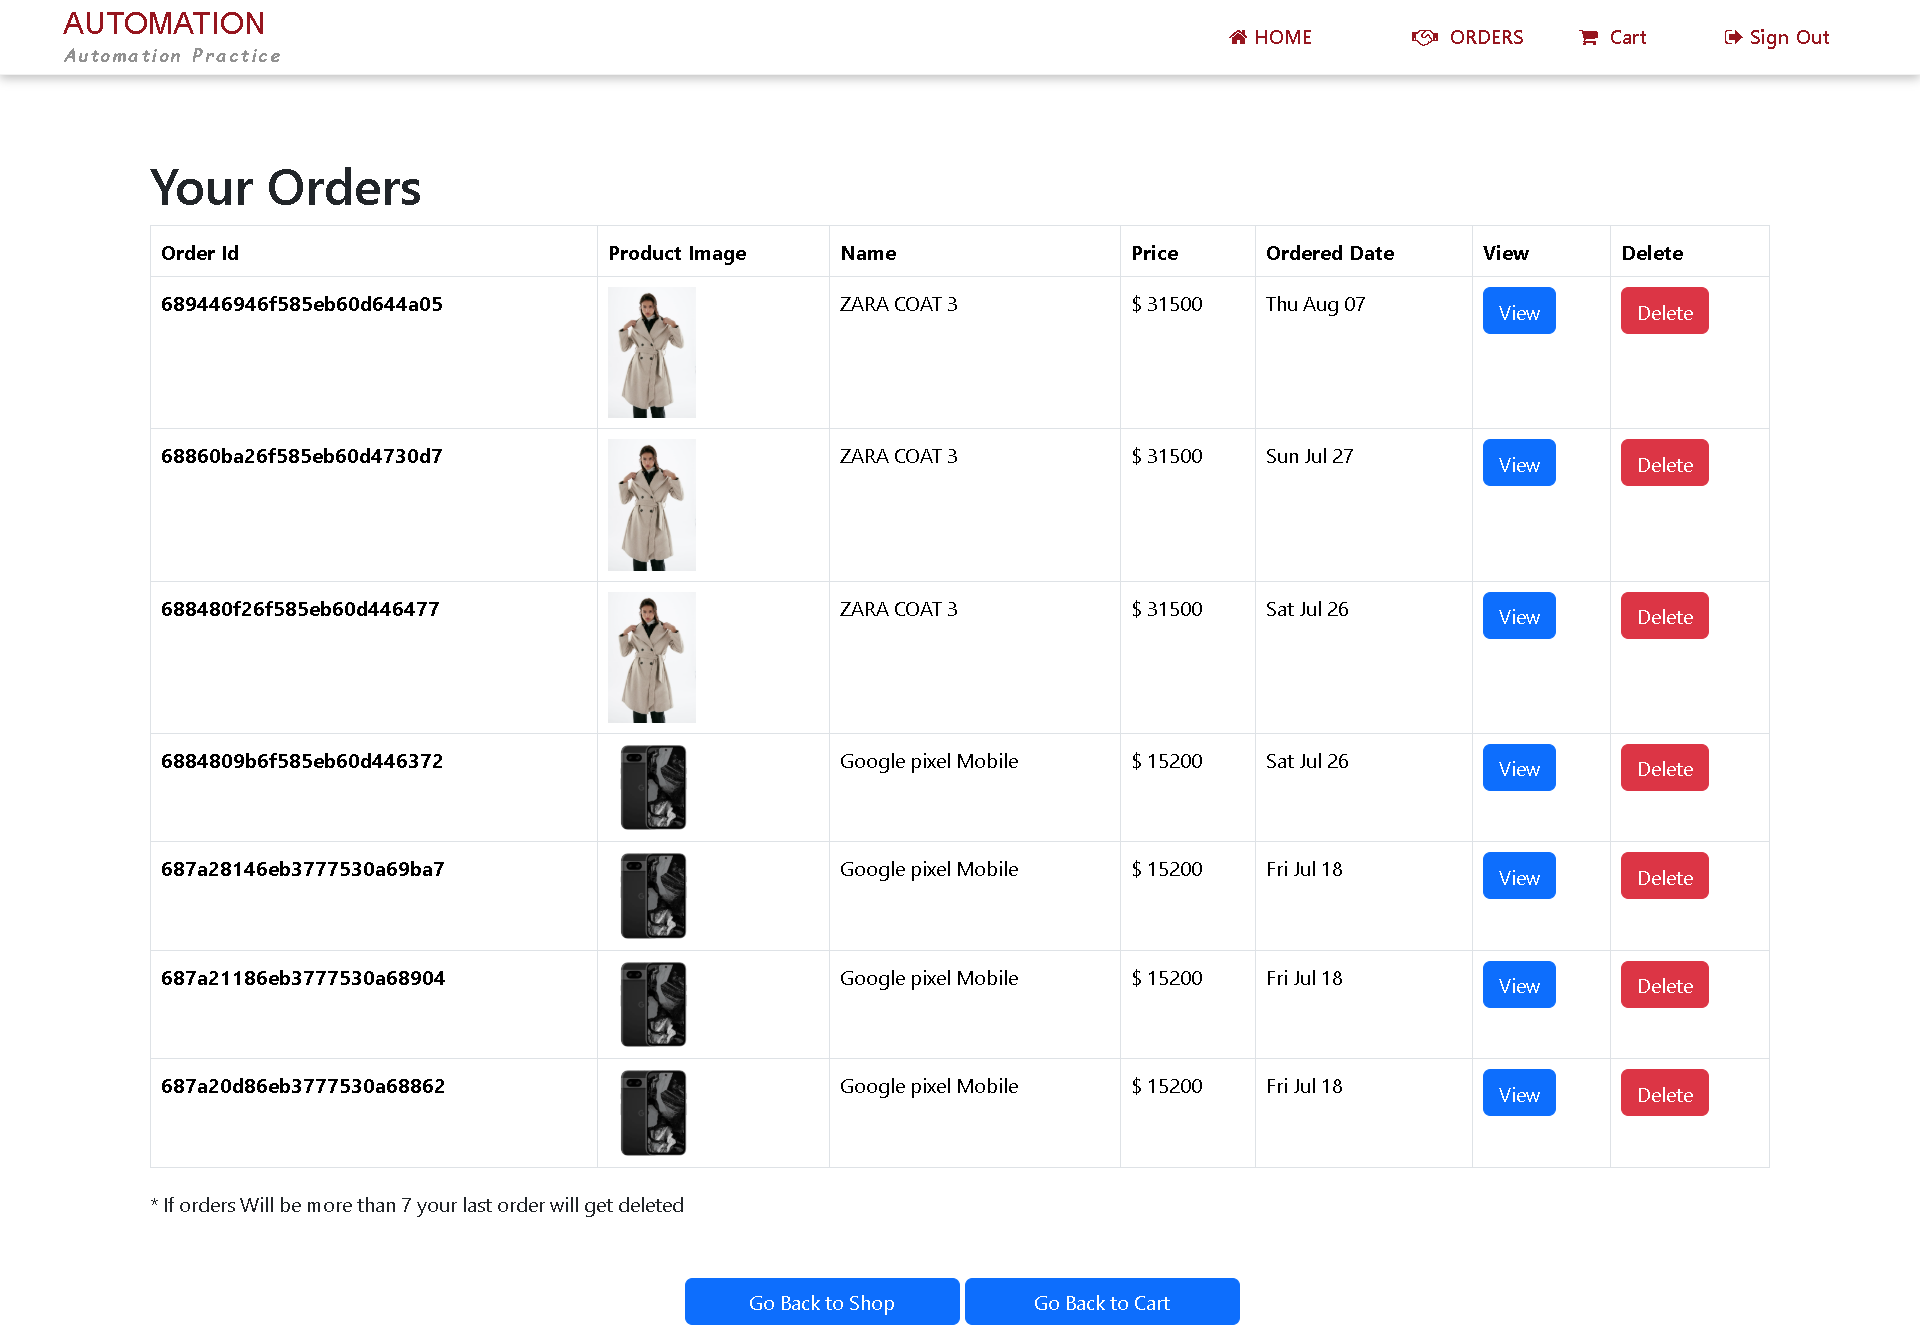 AUTOMATION
Automation Practice
HOME ORDERS Cart Sign Out
Your Orders
Order Id Product Image Name Price Ordered Date View Delete
689446946f585eb60d644a05 ZARA COAT 3 $ 31500 Thu Aug 07 View Delete
68860ba26f585eb60d4730d7 ZARA COAT 3 $ 31500 Sun Jul 27 View Delete
688480f26f585eb60d446477 ZARA COAT 3 $ 31500 Sat Jul 26 View Delete
6884809b6f585eb60d446372 Google pixel Mobile $ 15200 Sat Jul 26 View Delete
687a28146eb3777530a69ba7 Google pixel Mobile $ 15200 Fri Jul 18 View Delete
687a21186eb3777530a68904 Google pixel Mobile $ 15200 Fri Jul 18 View Delete
687a20d86eb3777530a68862 Google pixel Mobile $ 15200 Fri Jul 18 View Delete
* If orders Will be more than 7 your last order will get deleted
Go Back to Shop Go Back to Cart